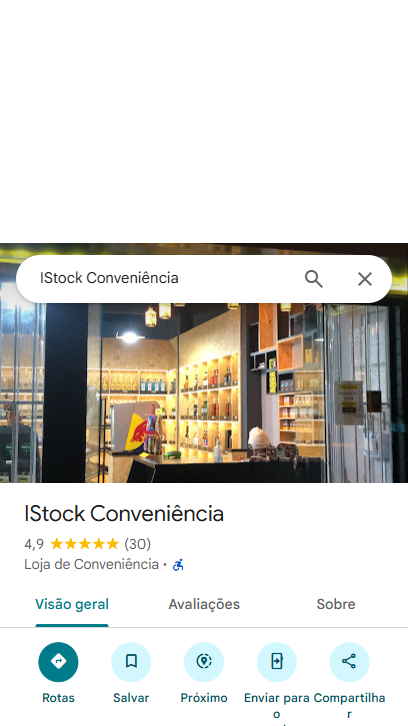 IStock Conveniência
IStock Conveniência
4,9 ★★★★★ (30)
Loja de Conveniência ·
Visão geral Avaliações Sobre
Rotas Salvar Próximo Enviar para o Compartilhar